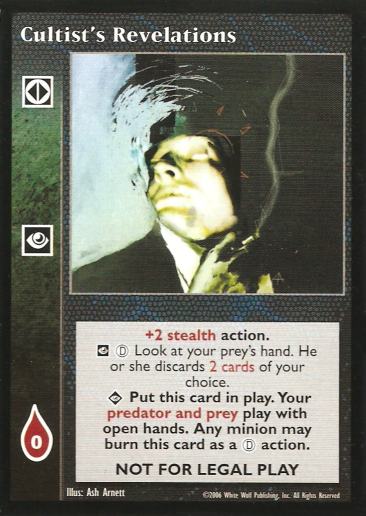 Cultist's Revelations
+2 stealth action.
Ⓓ Look at your prey's hand. He
or she discards 2 cards of your
choice.
Put this card in play. Your
predator and prey play with
open hands. Any minion may
burn this card as a Ⓓ action.
NOT FOR LEGAL PLAY
0
Illus: Ash Arnett
©2006 White Wolf Publishing, Inc. All Rights Reserved